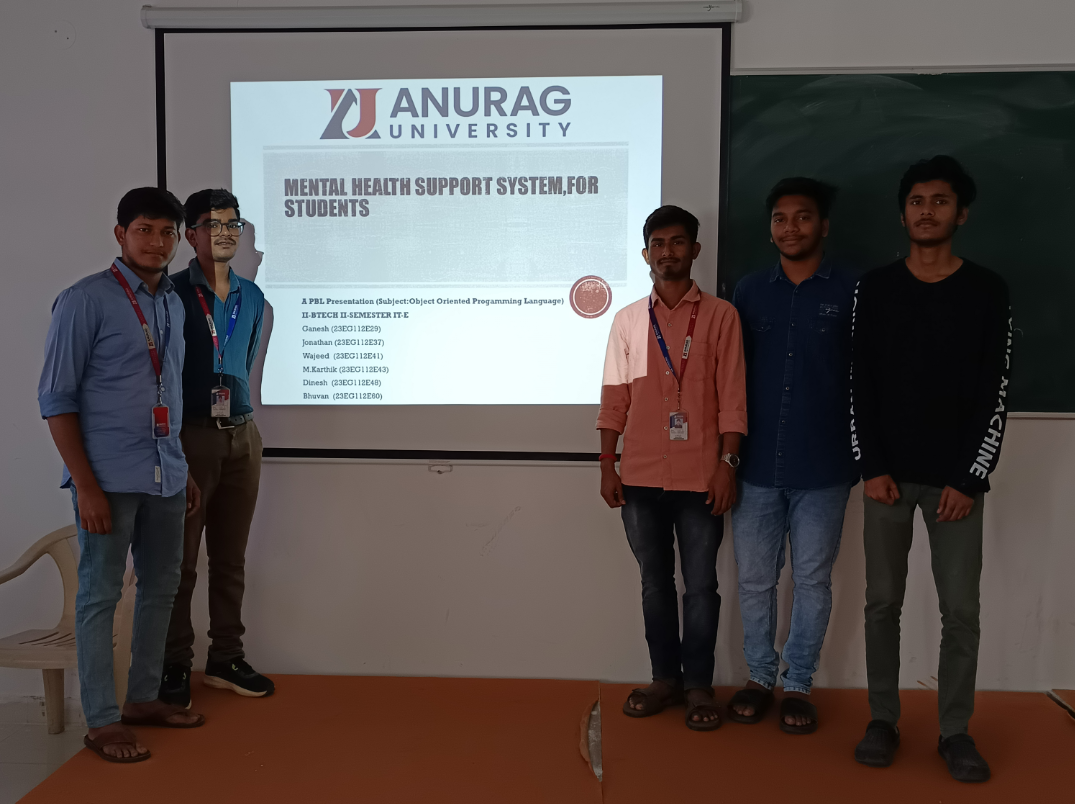 ANURAG
UNIVERSITY
MENTAL HEALTH SUPPORT SYSTEM,FOR
STUDENTS
A PBL Presentation (Subject:Object Oriented Progamming Language)
II-BTECH II-SEMESTER IT-E
Ganesh (23EG112E29)
Jonathan (23EG112E37)
Wajeed (23EG112E41)
M.Karthik (23EG112E43)
Dinesh (23EG112E48)
Bhuvan (23EG112E60)
MACHINE